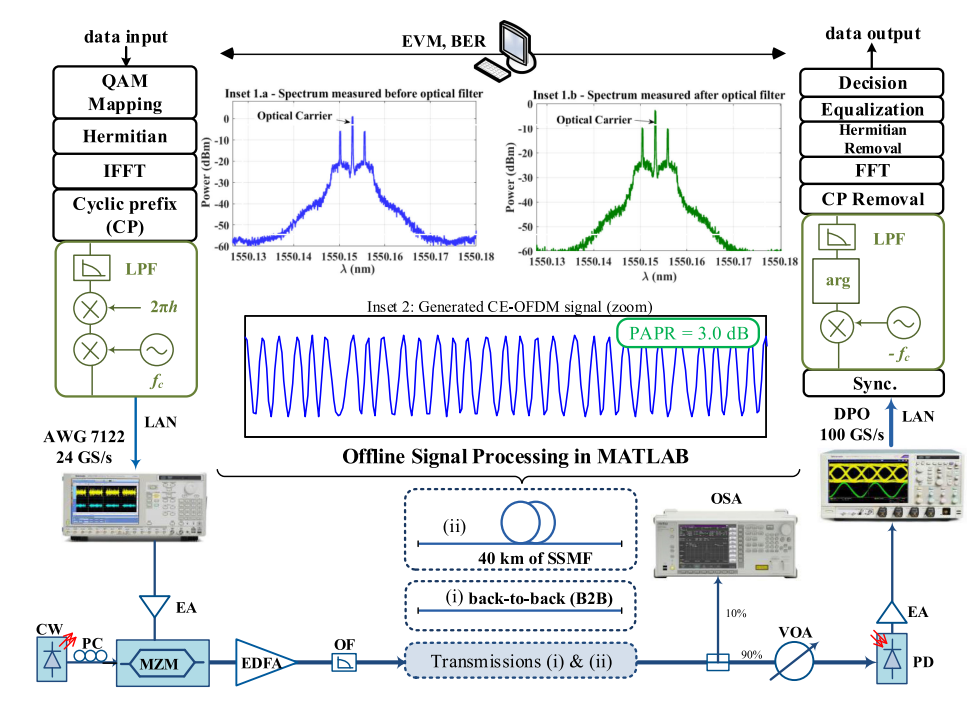 data input
QAM
Mapping
Hermitian
IFFT
Cyclic prefix
(CP)
LPF
2πh
f_c
LAN
AWG 7122
24 GS/s
EVM, BER
Inset 1.a - Spectrum measured before optical filter
Optical Carrier
Power (dBm)
10
0
-10
-20
-30
-40
-50
-60
1550.13
1550.14
1550.15
1550.16
1550.17
1550.18
λ (nm)
Inset 1.b - Spectrum measured after optical filter
Optical Carrier
Power (dBm)
10
0
-10
-20
-30
-40
-50
-60
1550.13
1550.14
1550.15
1550.16
1550.17
1550.18
λ (nm)
Inset 2: Generated CE-OFDM signal (zoom)
PAPR = 3.0 dB
Offline Signal Processing in MATLAB
data output
Decision
Equalization
Hermitian
Removal
FFT
CP Removal
LPF
arg
-f_c
Sync.
DPO
100 GS/s
LAN
(ii)
40 km of SSMF
(i) back-to-back (B2B)
OSA
EA
CW
PC
MZM
EDFA
OF
Transmissions (i) & (ii)
10%
90%
VOA
EA
PD